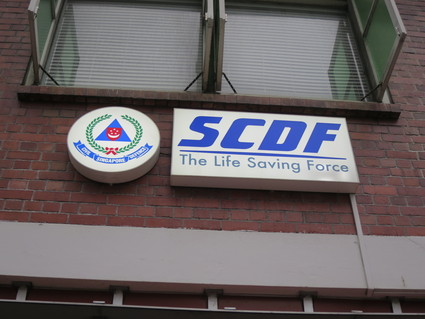 SCDF
The Life Saving Force
SINGAPORE